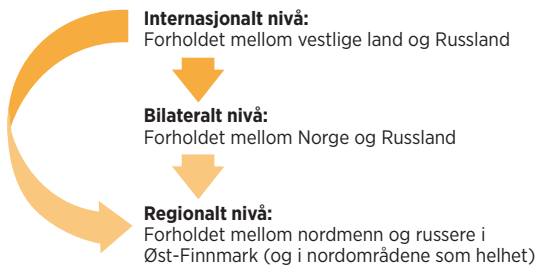 Internasjonalt nivå:
Forholdet mellom vestlige land og Russland
Bilateralt nivå:
Forholdet mellom Norge og Russland
Regionalt nivå:
Forholdet mellom nordmenn og russere i
Øst-Finnmark (og i nordområdene som helhet)